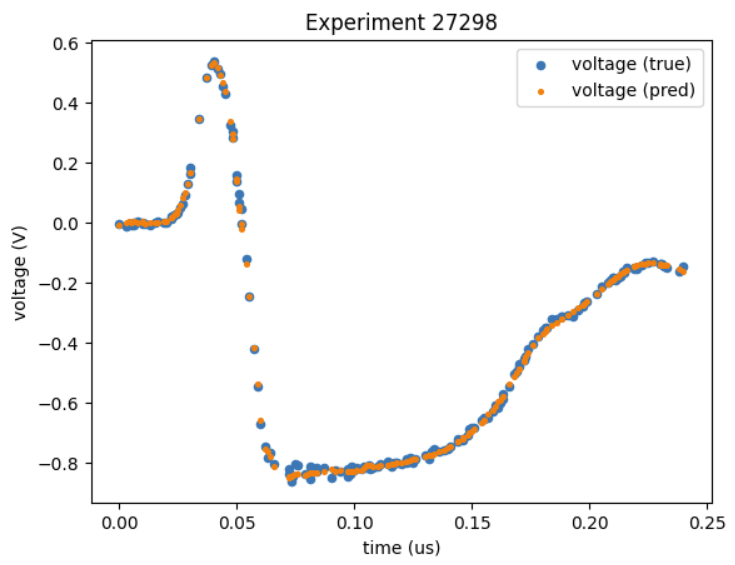 Experiment 27298
voltage (true)
voltage (pred)
voltage (V)
0.6
0.4
0.2
0.0
−0.2
−0.4
−0.6
−0.8
0.00 0.05 0.10 0.15 0.20 0.25
time (us)